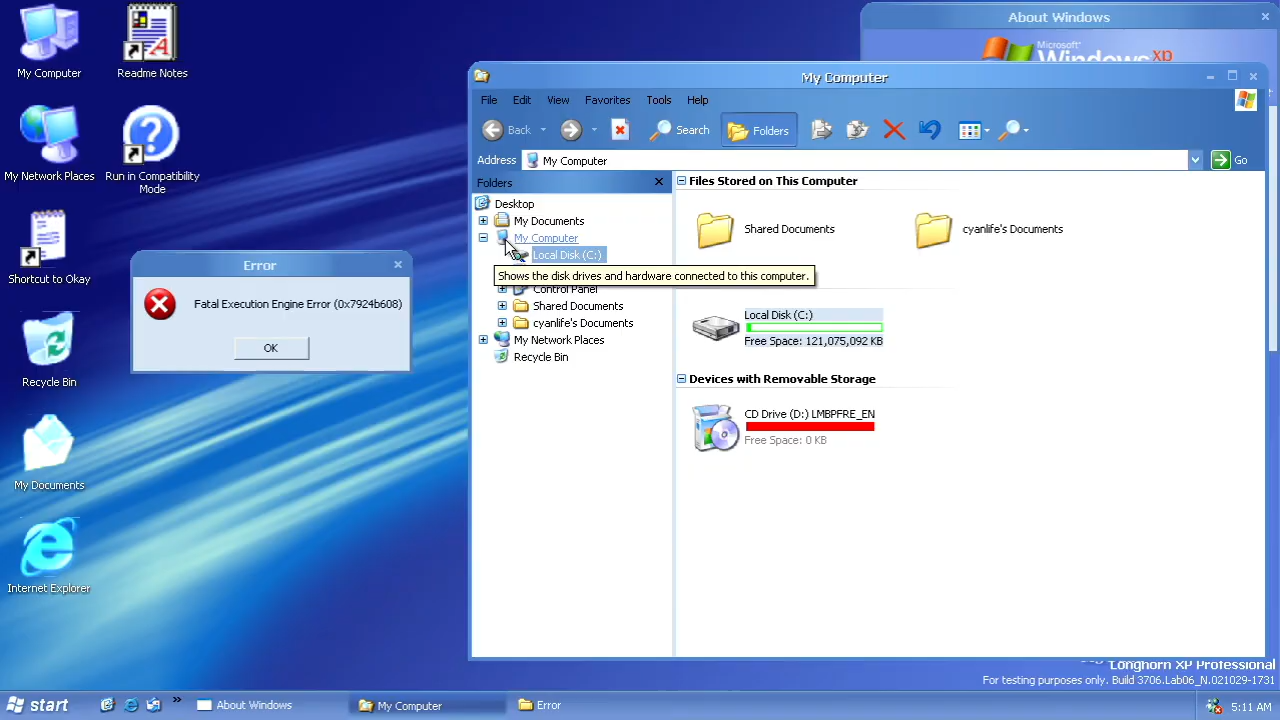 My Computer
Readme Notes
My Network Places
Run in Compatibility
Mode
Shortcut to Okay
Recycle Bin
My Documents
Internet Explorer
Error
Fatal Execution Engine Error (0x7924b608)
OK
About Windows
Microsoft
Windows xp
My Computer
File Edit View Favorites Tools Help
Back Search Folders
Address My Computer Go
Folders
Desktop
My Documents
My Computer
Local Disk (C:)
Shows the disk drives and hardware connected to this computer.
Control Panel
Shared Documents
cyanlife's Documents
My Network Places
Recycle Bin
Files Stored on This Computer
Shared Documents
cyanlife's Documents
Local Disk (C:)
Free Space: 121,075,092 KB
Devices with Removable Storage
CD Drive (D:) LMBPFRE_EN
Free Space: 0 KB
Longhorn XP Professional
For testing purposes only. Build 3706.Lab06_N.021029-1731
start
About Windows
My Computer
Error
5:11 AM